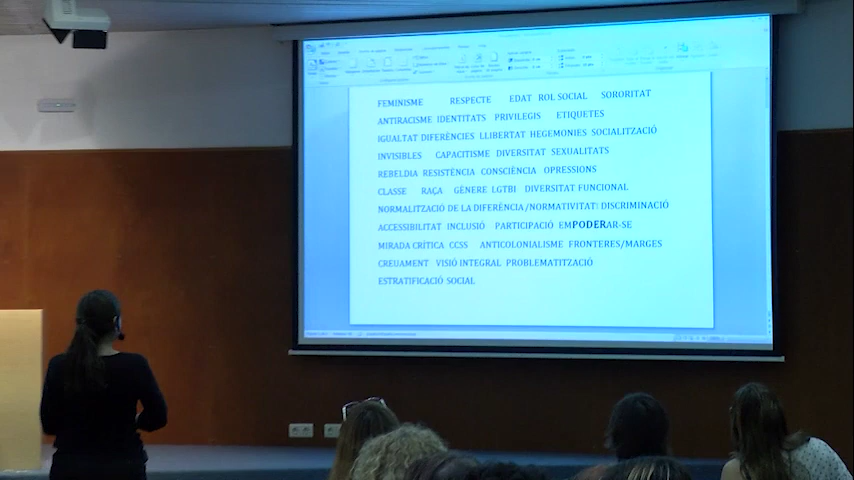 FEMINISME RESPECTE EDAT ROL SOCIAL SORORITAT
ANTIRACISME IDENTITATS PRIVILEGIS ETIQUETES
IGUALTAT DIFERÈNCIES LLIBERTAT HEGEMONIES SOCIALITZACIÓ
INVISIBLES CAPACITISME DIVERSITAT SEXUALITATS
REBELDIA RESISTÈNCIA CONSCIÈNCIA OPRESSIONS
CLASSE RAÇA GÈNERE LGTBI DIVERSITAT FUNCIONAL
NORMALITZACIÓ DE LA DIFERÈNCIA/NORMATIVITAT DISCRIMINACIÓ
ACCESSIBILITAT INCLUSIÓ PARTICIPACIÓ EMPODERAR-SE
MIRADA CRÍTICA CCSS ANTICOLONIALISME FRONTERES/MARGES
CREUAMENT VISIÓ INTEGRAL PROBLEMATITZACIÓ
ESTRATIFICACIÓ SOCIAL